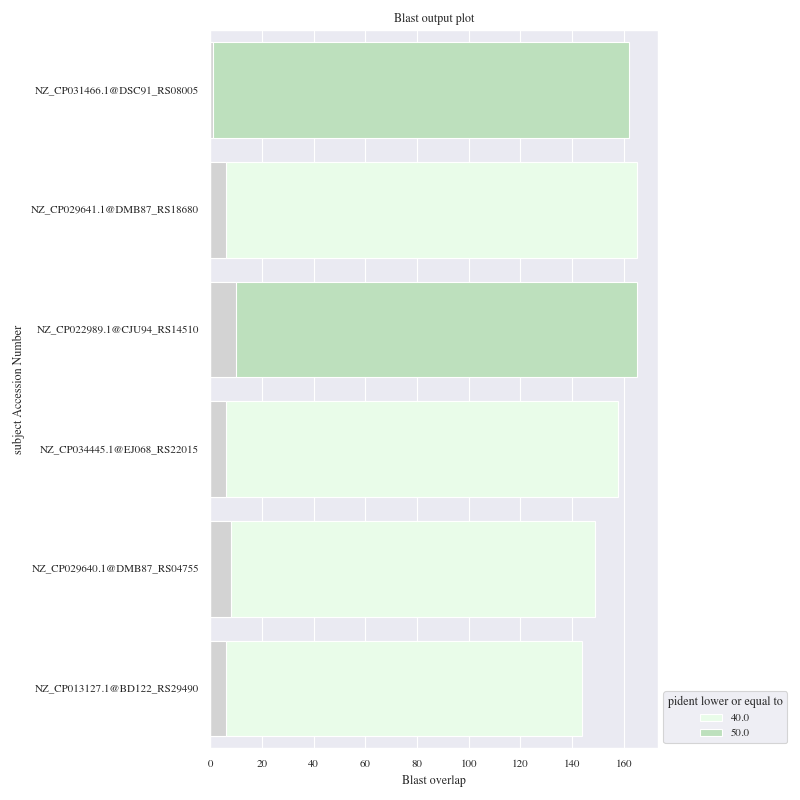 Blast output plot
subject Accession Number
NZ_CP031466.1@DSC91_RS08005
NZ_CP029641.1@DMB87_RS18680
NZ_CP022989.1@CJU94_RS14510
NZ_CP034445.1@EJ068_RS22015
NZ_CP029640.1@DMB87_RS04755
NZ_CP013127.1@BD122_RS29490
0 20 40 60 80 100 120 140 160
Blast overlap
pident lower or equal to
40.0
50.0